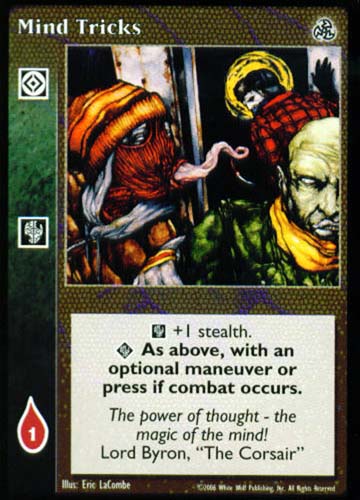 Mind Tricks
+1 stealth.
As above, with an
optional maneuver or
press if combat occurs.
The power of thought - the
magic of the mind!
Lord Byron, "The Corsair"
1
Illus: Eric LaCombe
©2006 White Wolf Publishing, Inc. All Rights Reserved